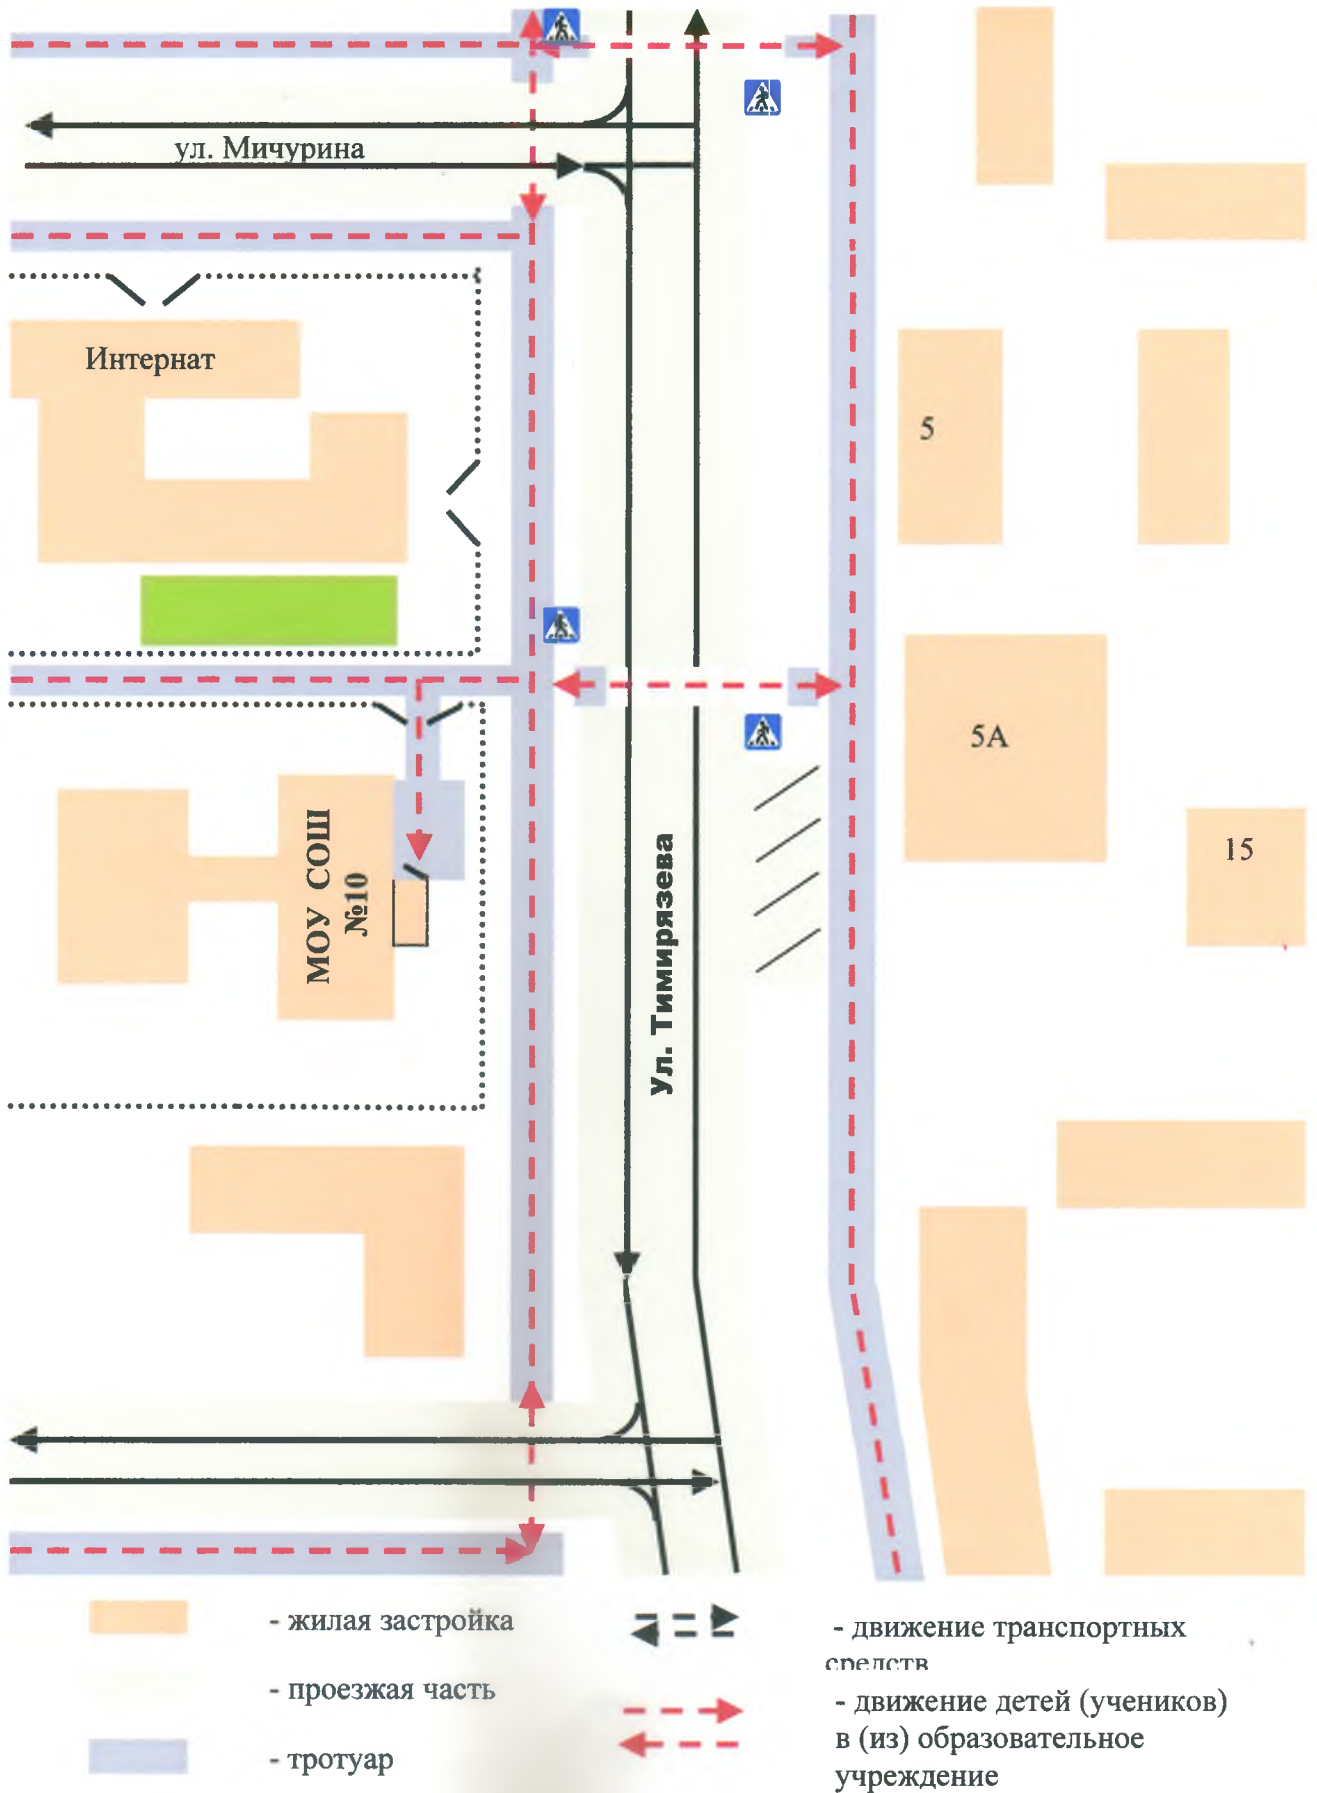 ул. Мичурина
Интернат
5
5А
15
МОУ СОШ
№10
Ул. Тимирязева
- жилая застройка
- проезжая часть
- тротуар
- движение транспортных
средств
- движение детей (учеников)
в (из) образовательное
учреждение